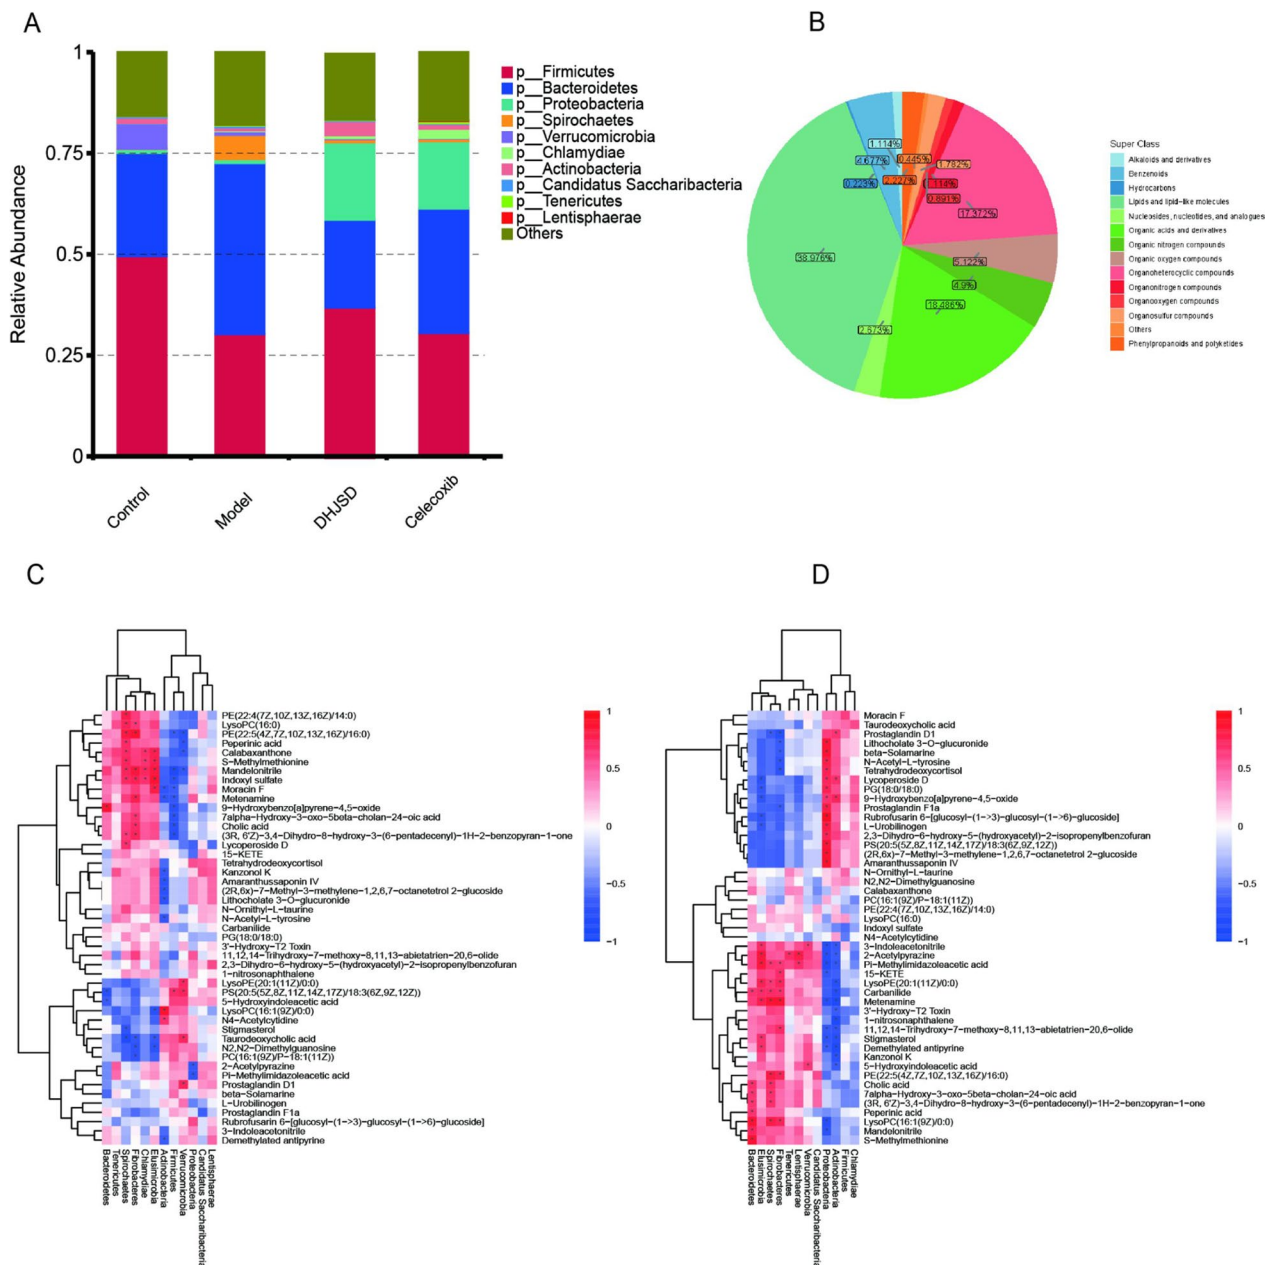 A
1
0.75
0.5
0.25
0
Relative Abundance
Control
Model
DHJSD
Celecoxib
p__Firmicutes
p__Bacteroidetes
p__Proteobacteria
p__Spirochaetes
p__Verrucomicrobia
p__Chlamydiae
p__Actinobacteria
p__Candidatus Saccharibacteria
p__Tenericutes
p__Lentisphaerae
Others
B
1.114%
4.677%
0.445%
1.782%
0.223%
2.227%
0.891%
17.372%
38.976%
5.122%
4.9%
18.486%
2.673%
Super Class
Alkaloids and derivatives
Benzenoids
Hydrocarbons
Lipids and lipid-like molecules
Nucleosides, nucleotides, and analogues
Organic acids and derivatives
Organic nitrogen compounds
Organic oxygen compounds
Organoheterocyclic compounds
Organonitrogen compounds
Organooxygen compounds
Organosulfur compounds
Others
Phenylpropanoids and polyketides
C
PE(22:4(7Z,10Z,13Z,16Z)/14:0)
LysoPC(16:0)
PE(22:5(4Z,7Z,10Z,13Z,16Z)/16:0)
Peperinic acid
Calabaxanthone
S-Methylmethionine
Mandelonitrile
Indoxyl sulfate
Moracin F
Metenamine
9-Hydroxybenzo[a]pyrene-4,5-oxide
7alpha-Hydroxy-3-oxo-5beta-cholan-24-oic acid
Cholic acid
(3R, 6'Z)-3,4-Dihydro-8-hydroxy-3-(6-pentadecenyl)-1H-2-benzopyran-1-one
Lycoperoside D
15-KETE
Tetrahydrodeoxycortisol
Kanzonol K
Amaranthussaponin IV
(2R,6x)-7-Methyl-3-methylene-1,2,6,7-octanetetrol 2-glucoside
Lithocholate 3-O-glucuronide
N-Ornithyl-L-taurine
N-Acetyl-L-tyrosine
Carbanilide
PG(18:0/18:0)
3'-Hydroxy-T2 Toxin
11,12,14-Trihydroxy-7-methoxy-8,11,13-abietatrien-20,6-olide
2,3-Dihydro-6-hydroxy-5-(hydroxyacetyl)-2-isopropenylbenzofuran
1-nitrosonaphthalene
LysoPE(20:1(11Z)/0:0)
PS(20:5(5Z,8Z,11Z,14Z,17Z)/18:3(6Z,9Z,12Z))
5-Hydroxyindoleacetic acid
LysoPC(16:1(9Z)/0:0)
N4-Acetylcytidine
Stigmasterol
Taurodeoxycholic acid
N2,N2-Dimethylguanosine
PC(16:1(9Z)/P-18:1(11Z))
2-Acetylpyrazine
Pi-Methylimidazoleacetic acid
Prostaglandin D1
beta-Solamarine
L-Urobilinogen
Prostaglandin F1a
Rubrofusarin 6-[glucosyl-(1->3)-glucosyl-(1->6)-glucoside]
3-Indoleacetonitrile
Demethylated antipyrine
Bacteroidetes
Tenericutes
Spirochaetes
Fibrobacteres
Chlamydiae
Elusimicrobia
Actinobacteria
Firmicutes
Verrucomicrobia
Proteobacteria
Candidatus Saccharibacteria
Lentisphaerae
1
0.5
0
-0.5
-1
D
Moracin F
Taurodeoxycholic acid
Prostaglandin D1
Lithocholate 3-O-glucuronide
beta-Solamarine
N-Acetyl-L-tyrosine
Tetrahydrodeoxycortisol
Lycoperoside D
PG(18:0/18:0)
9-Hydroxybenzo[a]pyrene-4,5-oxide
Prostaglandin F1a
Rubrofusarin 6-[glucosyl-(1->3)-glucosyl-(1->6)-glucoside]
L-Urobilinogen
2,3-Dihydro-6-hydroxy-5-(hydroxyacetyl)-2-isopropenylbenzofuran
PS(20:5(5Z,8Z,11Z,14Z,17Z)/18:3(6Z,9Z,12Z))
(2R,6x)-7-Methyl-3-methylene-1,2,6,7-octanetetrol 2-glucoside
Amaranthussaponin IV
N-Ornithyl-L-taurine
N2,N2-Dimethylguanosine
Calabaxanthone
PC(16:1(9Z)/P-18:1(11Z))
PE(22:4(7Z,10Z,13Z,16Z)/14:0)
LysoPC(16:0)
Indoxyl sulfate
N4-Acetylcytidine
3-Indoleacetonitrile
2-Acetylpyrazine
Pi-Methylimidazoleacetic acid
15-KETE
LysoPE(20:1(11Z)/0:0)
Carbanilide
Metenamine
3'-Hydroxy-T2 Toxin
1-nitrosonaphthalene
11,12,14-Trihydroxy-7-methoxy-8,11,13-abietatrien-20,6-olide
Stigmasterol
Demethylated antipyrine
Kanzonol K
5-Hydroxyindoleacetic acid
PE(22:5(4Z,7Z,10Z,13Z,16Z)/16:0)
Cholic acid
7alpha-Hydroxy-3-oxo-5beta-cholan-24-oic acid
(3R, 6'Z)-3,4-Dihydro-8-hydroxy-3-(6-pentadecenyl)-1H-2-benzopyran-1-one
Peperinic acid
LysoPC(16:1(9Z)/0:0)
Mandelonitrile
S-Methylmethionine
Bacteroidetes
Elusimicrobia
Spirochaetes
Fibrobacteres
Tenericutes
Lentisphaerae
Verrucomicrobia
Candidatus Saccharibacteria
Proteobacteria
Actinobacteria
Firmicutes
Chlamydiae
1
0.5
0
-0.5
-1